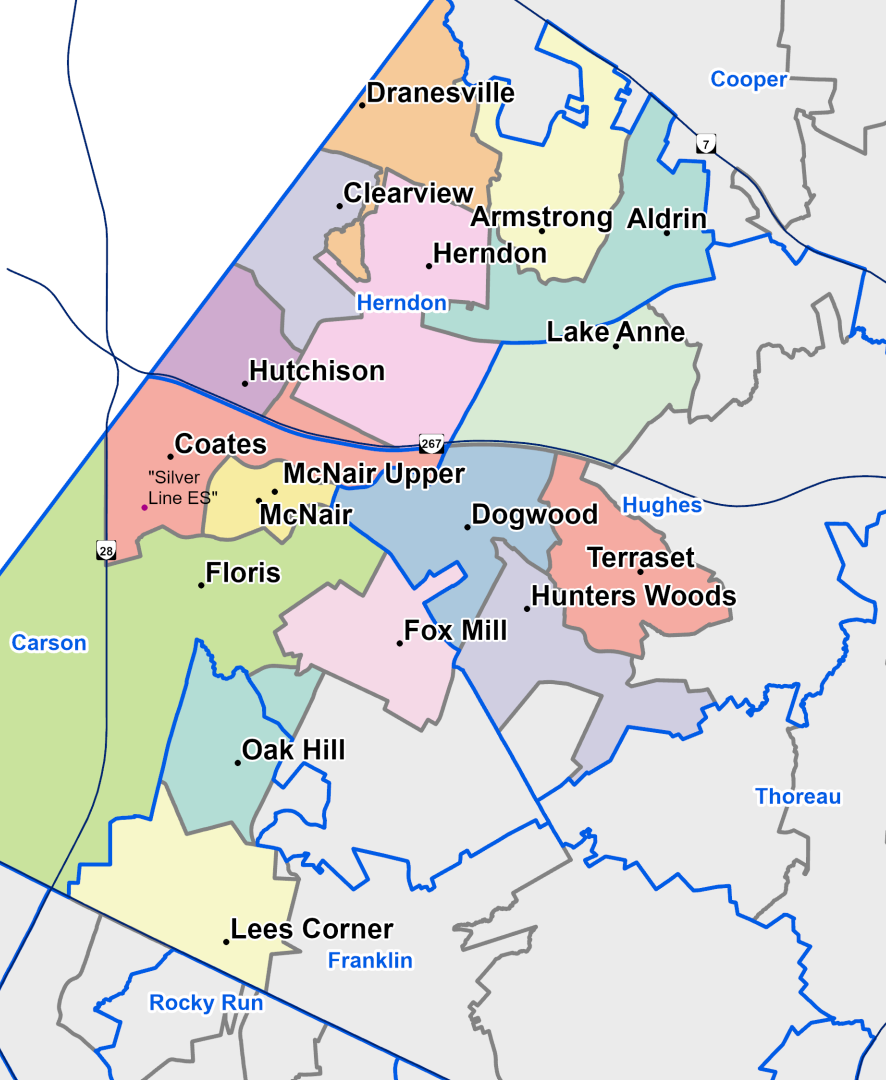 Dranesville
Cooper
7
Clearview
Armstrong
Aldrin
Herndon
Herndon
Lake Anne
Hutchison
267
Coates
McNair Upper
"Silver
Line ES"
McNair
Dogwood
Hughes
28
Terraset
Floris
Hunters Woods
Fox Mill
Carson
Oak Hill
Thoreau
Lees Corner
Franklin
Rocky Run